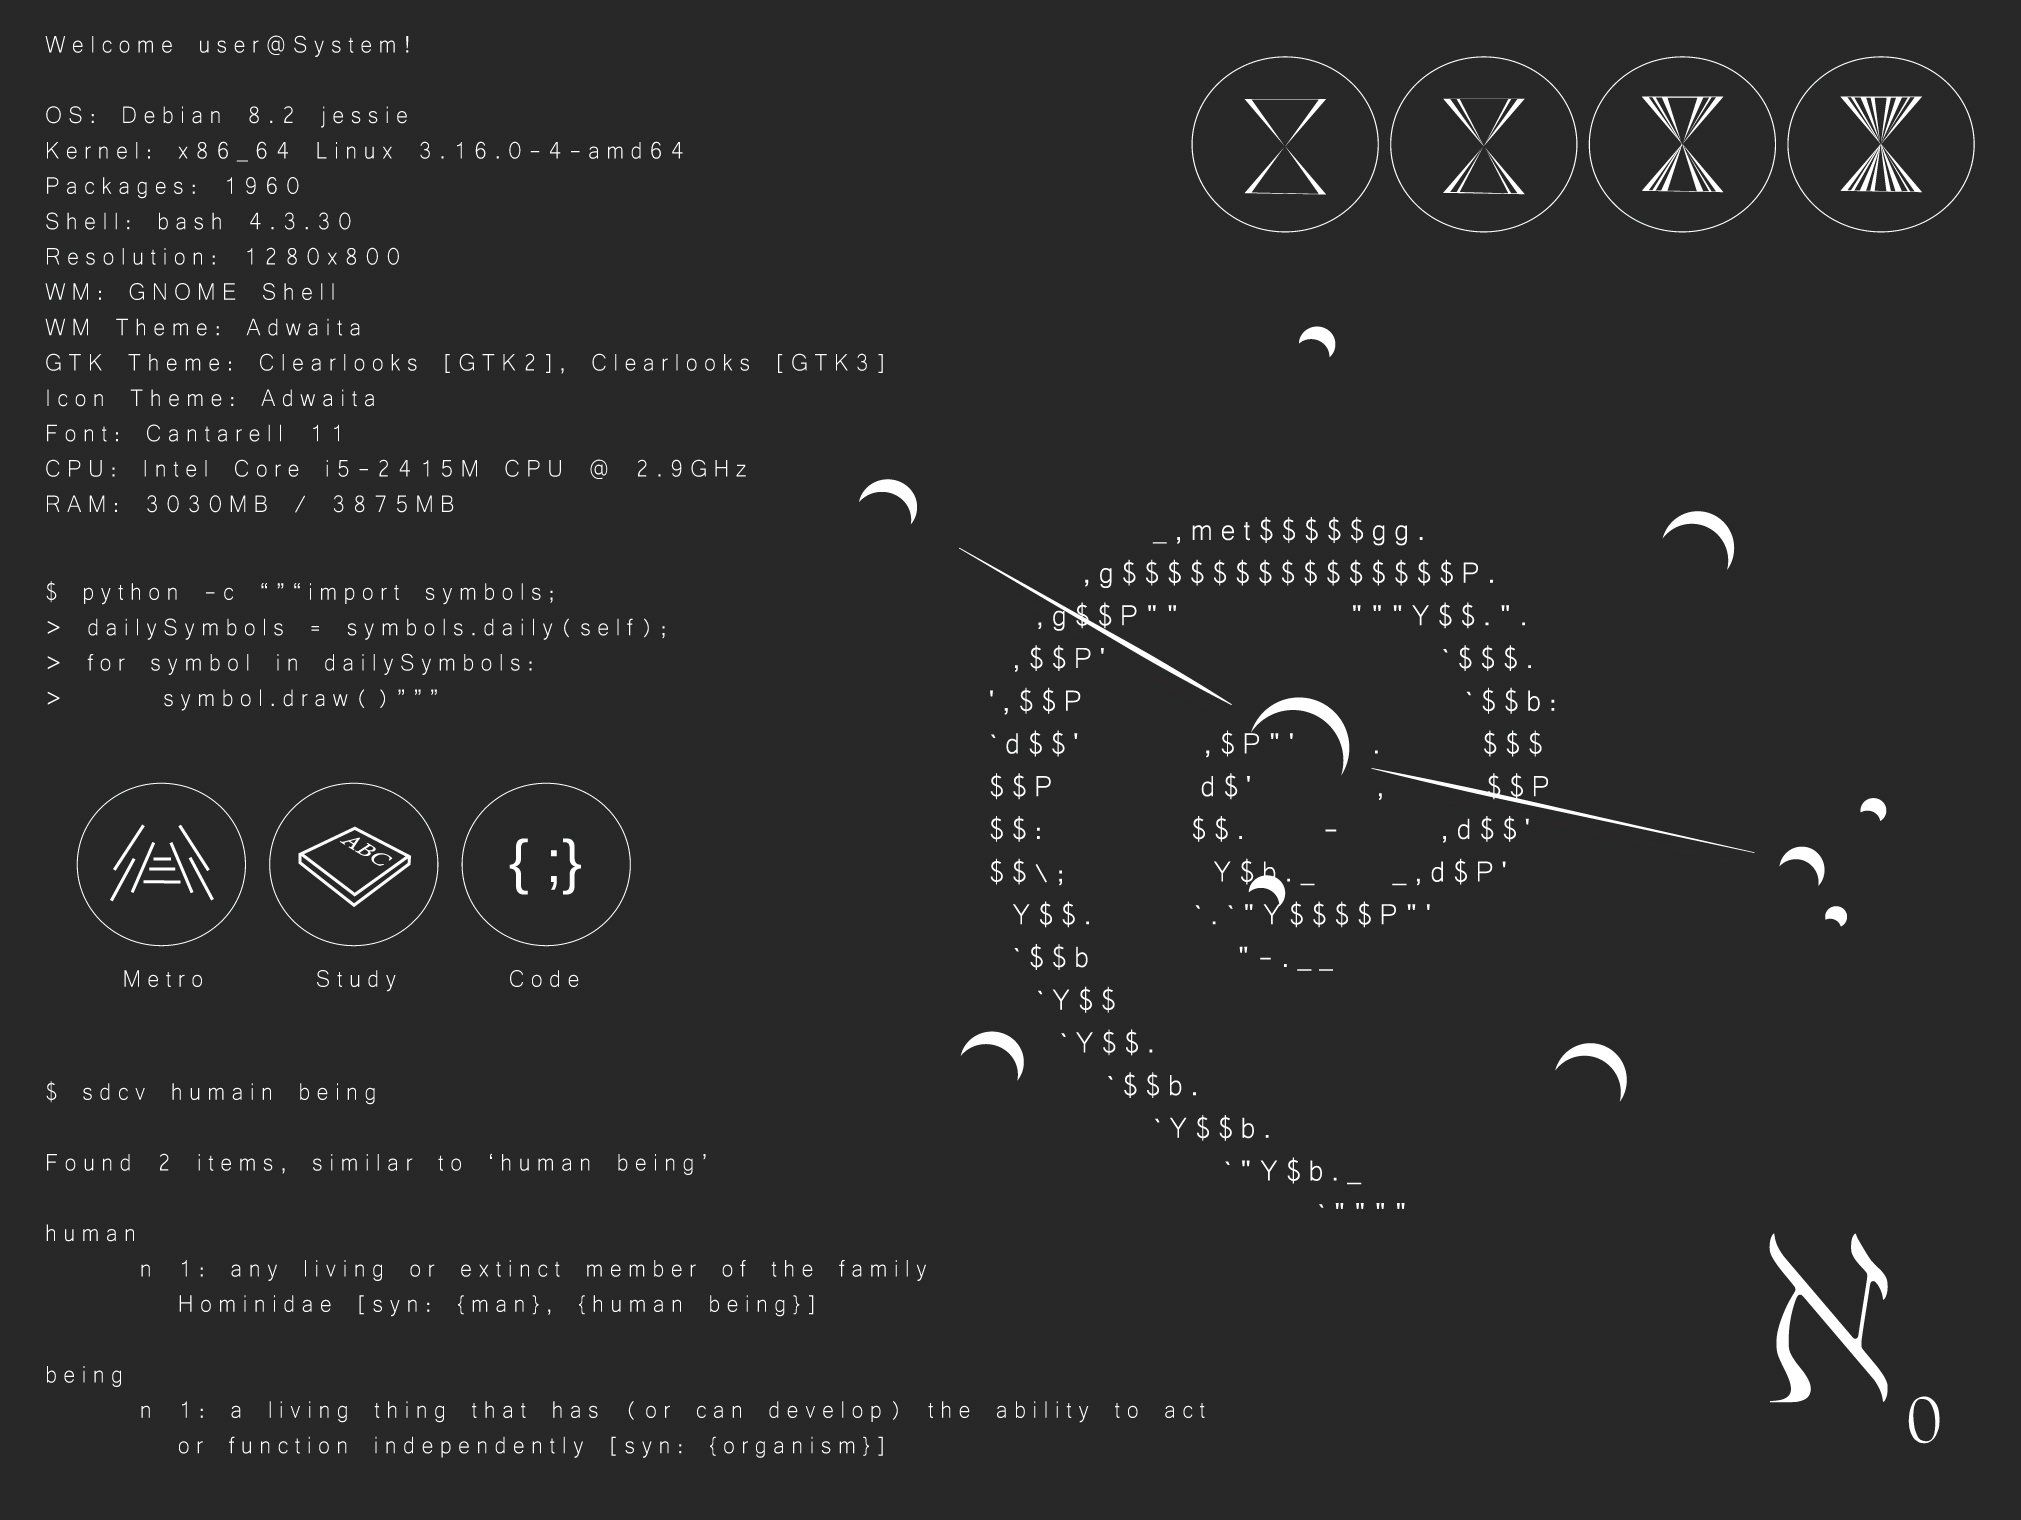 Welcome user@System!
OS: Debian 8.2 jessie
Kernel: x86_64 Linux 3.16.0-4-amd64
Packages: 1960
Shell: bash 4.3.30
Resolution: 1280x800
WM: GNOME Shell
WM Theme: Adwaita
GTK Theme: Clearlooks [GTK2], Clearlooks [GTK3]
Icon Theme: Adwaita
Font: Cantarell 11
CPU: Intel Core i5-2415M CPU @ 2.9GHz
RAM: 3030MB / 3875MB
$ python -c “”“import symbols;
> dailySymbols = symbols.daily(self);
> for symbol in dailySymbols:
>     symbol.draw()”””
ABC
{ ;}
Metro
Study
Code
$ sdcv humain being
Found 2 items, similar to ‘human being’
human
n 1: any living or extinct member of the family
Hominidae [syn: {man}, {human being}]
being
n 1: a living thing that has (or can develop) the ability to act
or function independently [syn: {organism}]
_,met$$$$$gg.
,g$$$$$$$$$$$$$$$P.
,g$$P""        """Y$$.".
,$$P'              `$$$.
',$$P                `$$b:
`d$$'      ,$P"'   .    $$$
$$P      d$'     ,    $$P
$$:      $$.   -    ,d$$'
$$\;      Y$b._   _,d$P'
Y$$.    `.`"Y$$$$P"'
`$$b      "-.__
`Y$$
`Y$$.
`$$b.
`Y$$b.
`"Y$b._
`""""
א0